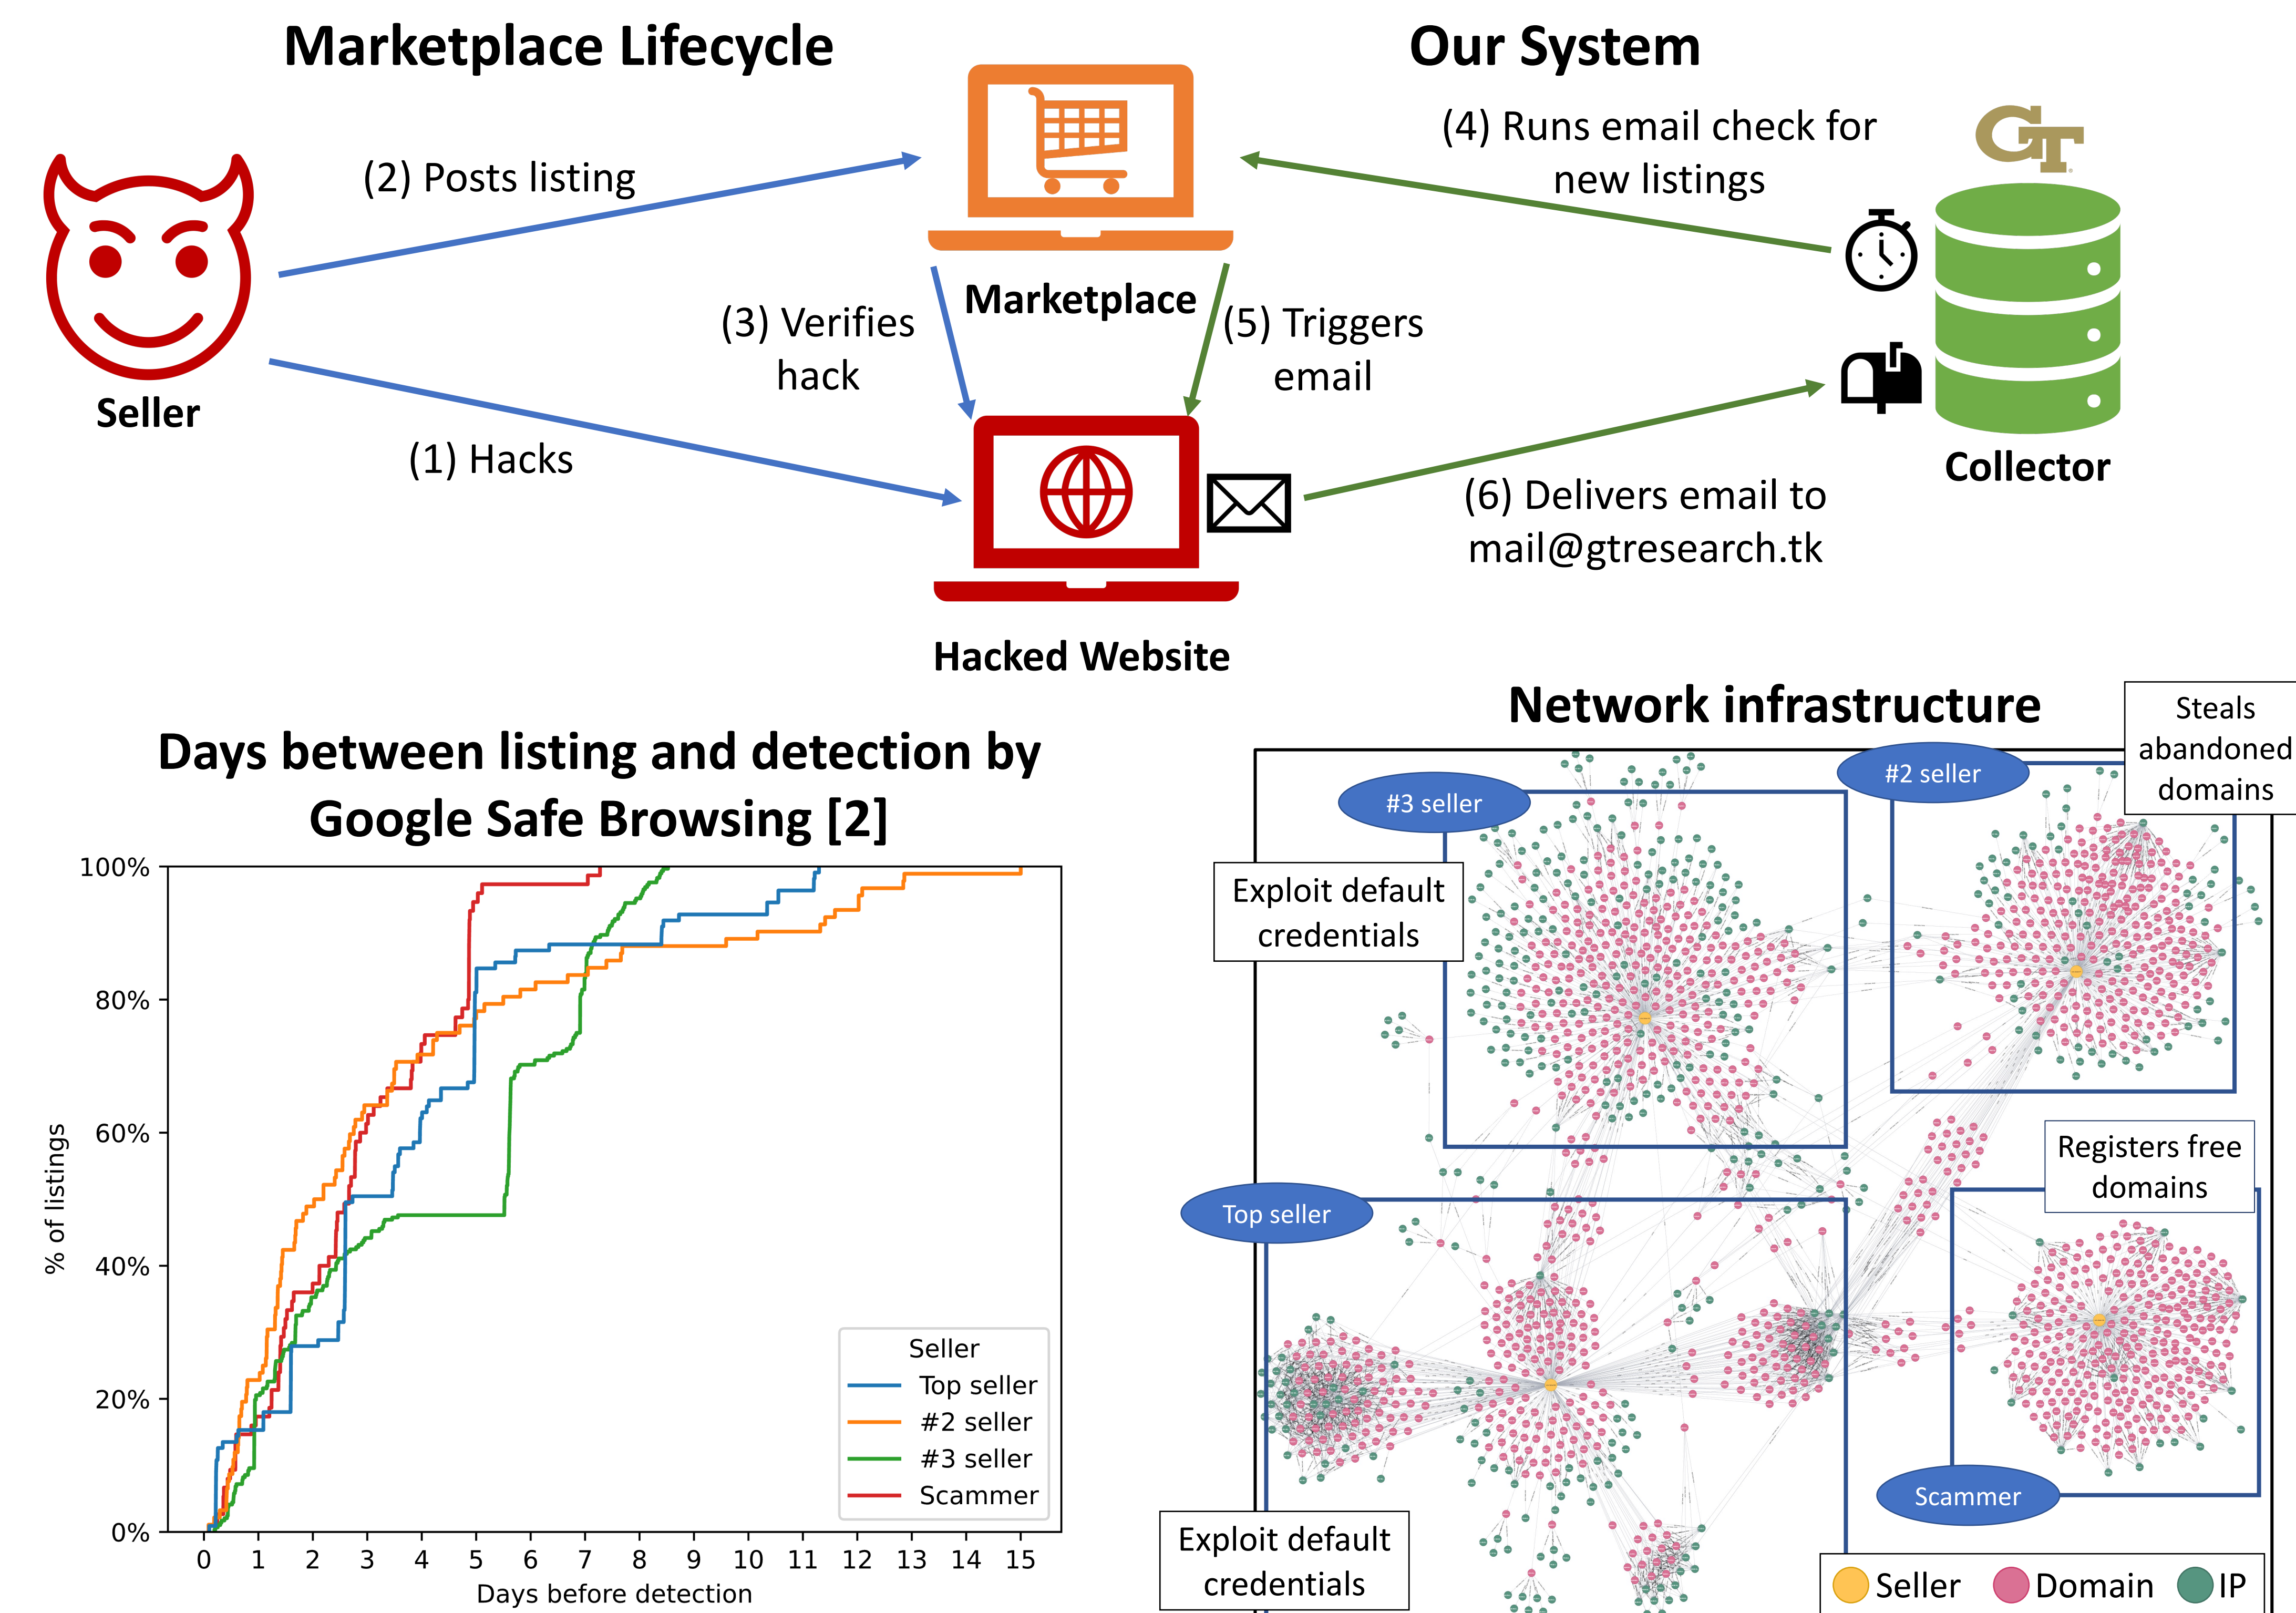 Marketplace Lifecycle
Our System
(2) Posts listing
(4) Runs email check for
new listings
GT
Marketplace
(3) Verifies
hack
(5) Triggers
email
Seller
(1) Hacks
Collector
(6) Delivers email to
mail@gtresearch.tk
Hacked Website
Days between listing and detection by
Google Safe Browsing [2]
100%
80%
60%
40%
20%
0%
% of listings
0 1 2 3 4 5 6 7 8 9 10 11 12 13 14 15
Days before detection
Seller
Top seller
#2 seller
#3 seller
Scammer
Network infrastructure
Steals
abandoned
domains
#2 seller
#3 seller
Exploit default
credentials
Registers free
domains
Top seller
Scammer
Exploit default
credentials
Seller Domain IP